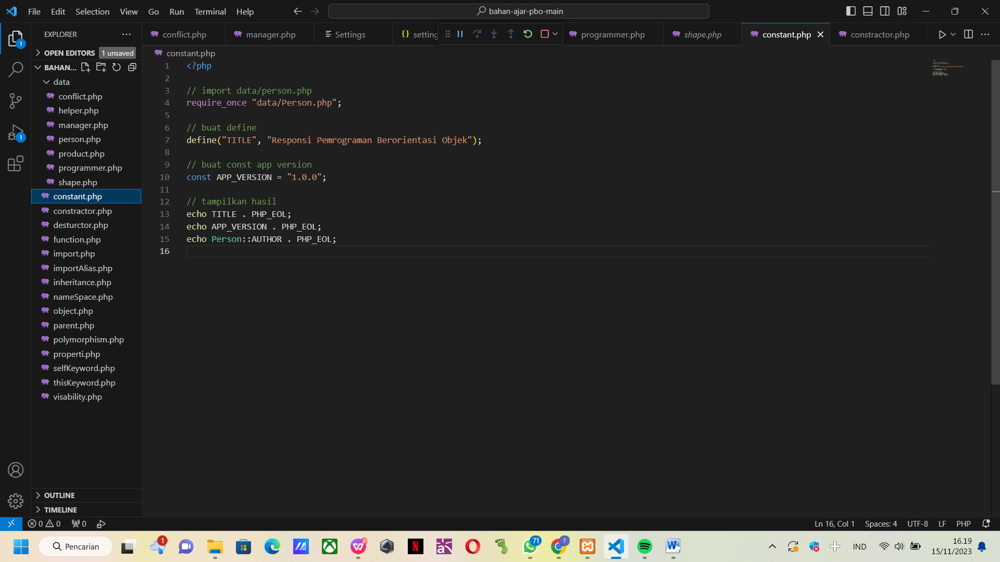 File Edit Selection View Go Run Terminal Help
bahan-ajar-pbo-main
EXPLORER
conflict.php
manager.php
Settings
setting
programmer.php
shape.php
constant.php
constractor.php
OPEN EDITORS 1 unsaved
BAHAN...
data
conflict.php
helper.php
manager.php
person.php
product.php
programmer.php
shape.php
constant.php
constractor.php
desturctor.php
function.php
import.php
importAlias.php
inheritance.php
nameSpace.php
object.php
parent.php
polymorphism.php
properti.php
selfKeyword.php
thisKeyword.php
visability.php
OUTLINE
TIMELINE
constant.php
1 <?php
2
3 // import data/person.php
4 require_once "data/Person.php";
5
6 // buat define
7 define("TITLE", "Responsi Pemrograman Berorientasi Objek");
8
9 // buat const app version
10 const APP_VERSION = "1.0.0";
11
12 // tampilkan hasil
13 echo TITLE . PHP_EOL;
14 echo APP_VERSION . PHP_EOL;
15 echo Person::AUTHOR . PHP_EOL;
16
1
1
0 0 0
Ln 16, Col 1 Spaces: 4 UTF-8 LF PHP
Pencarian
1
71
T
IND
16.19
15/11/2023